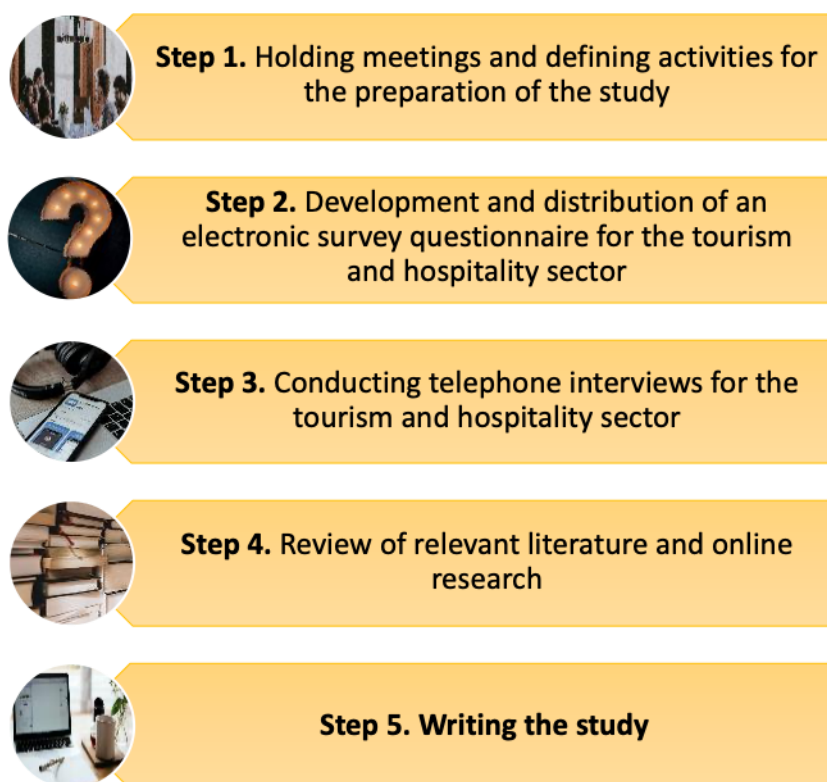 Step 1. Holding meetings and defining activities for
the preparation of the study
Step 2. Development and distribution of an
electronic survey questionnaire for the tourism
and hospitality sector
Step 3. Conducting telephone interviews for the
tourism and hospitality sector
Step 4. Review of relevant literature and online
research
Step 5. Writing the study